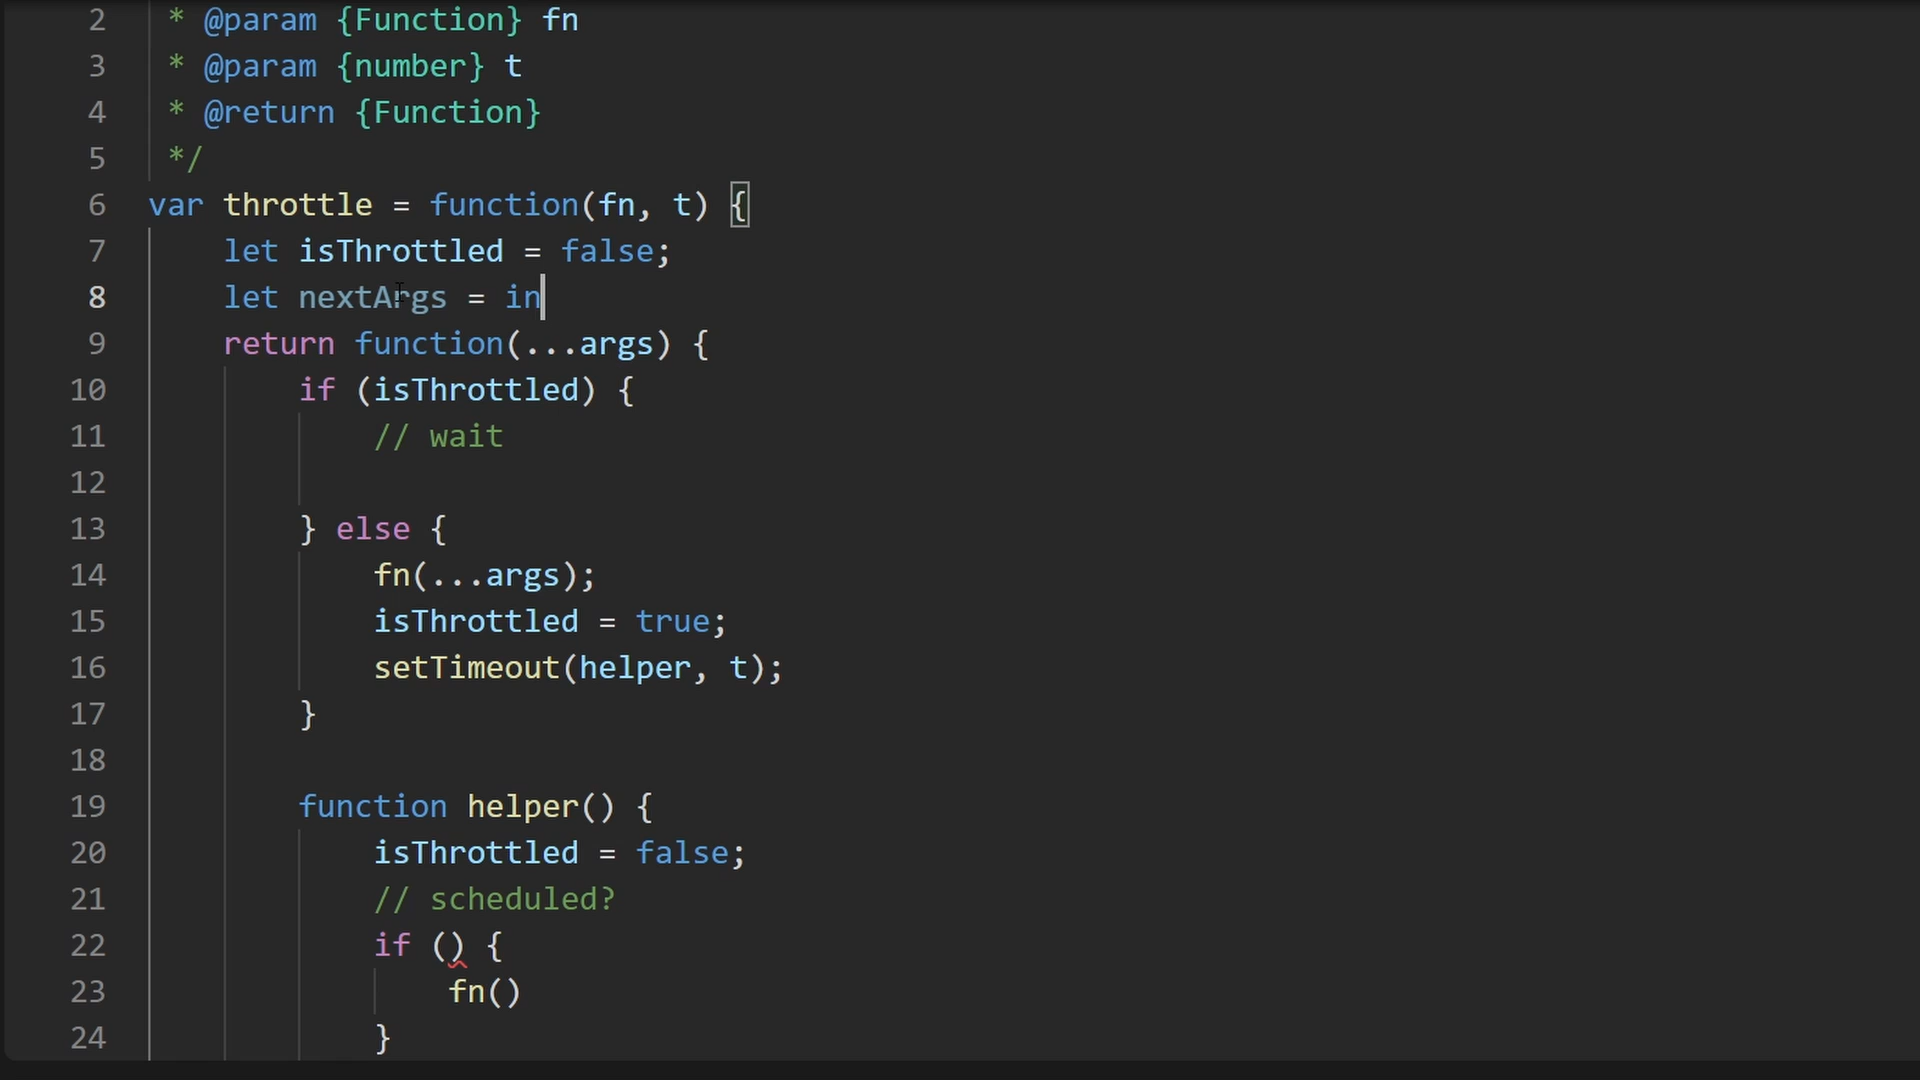 2 * @param {Function} fn
3 * @param {number} t
4 * @return {Function}
5 */
6 var throttle = function(fn, t) {
7 let isThrottled = false;
8 let nextArgs = in
9 return function(...args) {
10 if (isThrottled) {
11 // wait
12
13 } else {
14 fn(...args);
15 isThrottled = true;
16 setTimeout(helper, t);
17 }
18
19 function helper() {
20 isThrottled = false;
21 // scheduled?
22 if () {
23 fn()
24 }